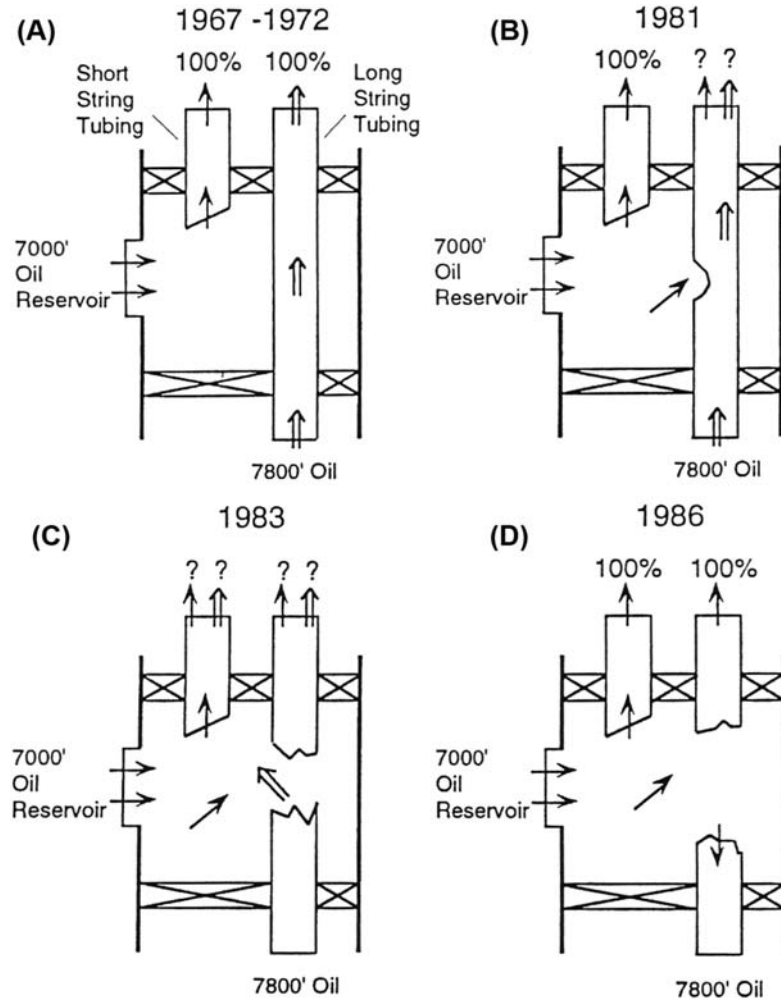 (A)
1967 -1972
100%
100%
Short
String
Tubing
Long
String
Tubing
7000'
Oil
Reservoir
7800' Oil
(B)
1981
100%
?
?
7000'
Oil
Reservoir
7800' Oil
(C)
1983
?
?
?
?
7000'
Oil
Reservoir
7800' Oil
(D)
1986
100%
100%
7000'
Oil
Reservoir
7800' Oil